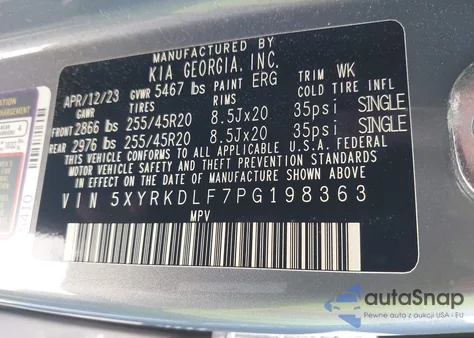 MANUFACTURED BY
KIA GEORGIA, INC.
APR/12/23 GVWR 5467 lbs PAINT ERG TRIM WK
GAWR TIRES RIMS COLD TIRE INFL
FRONT 2866 lbs 255/45R20 8.5Jx20 35psi SINGLE
REAR 2976 lbs 255/45R20 8.5Jx20 35psi SINGLE
THIS VEHICLE CONFORMS TO ALL APPLICABLE U.S.A. FEDERAL
MOTOR VEHICLE SAFETY, BUMPER AND THEFT PREVENTION STANDARDS
IN EFFECT ON THE DATE OF MANUFACTURE SHOWN ABOVE.
VIN 5XYRKDLF7PG198363
MPV
autoSnap
Pewne auta z aukcji USA i EU